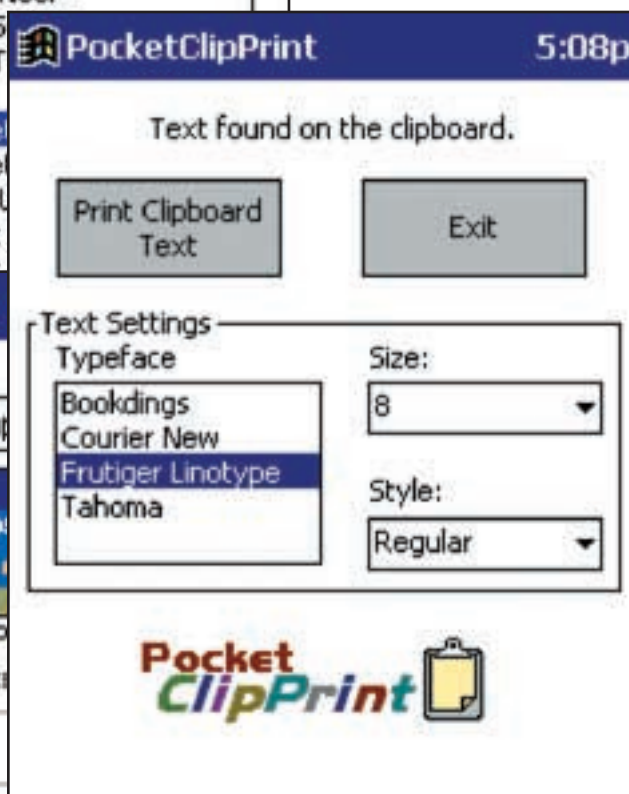 PocketClipPrint 5:08p
Text found on the clipboard.
Print Clipboard
Text
Exit
Text Settings
Typeface
Size:
Bookdings
Courier New
Frutiger Linotype
Tahoma
8
Style:
Regular
Pocket
ClipPrint